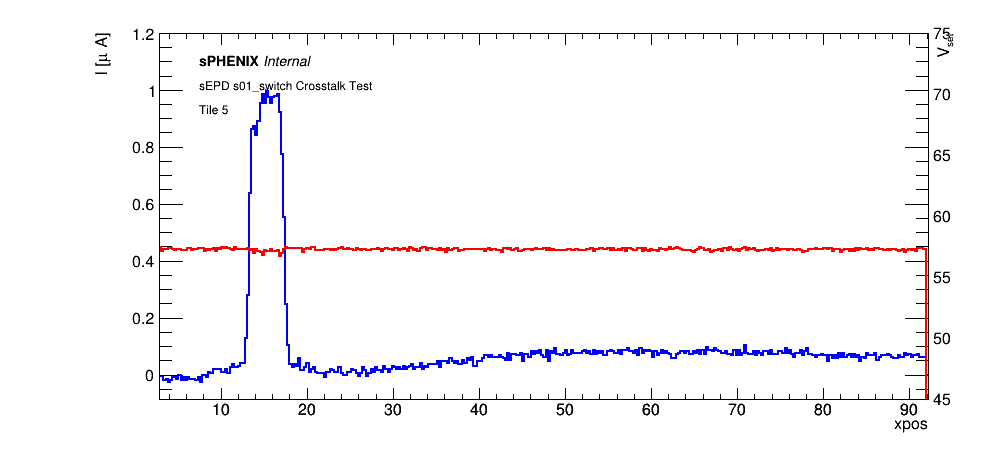 I [μ A]
1.2
1
0.8
0.6
0.4
0.2
0
sPHENIX Internal
sEPD s01_switch Crosstalk Test
Tile 5
75
70
65
60
55
50
45
Vset
10 20 30 40 50 60 70 80 90
xpos